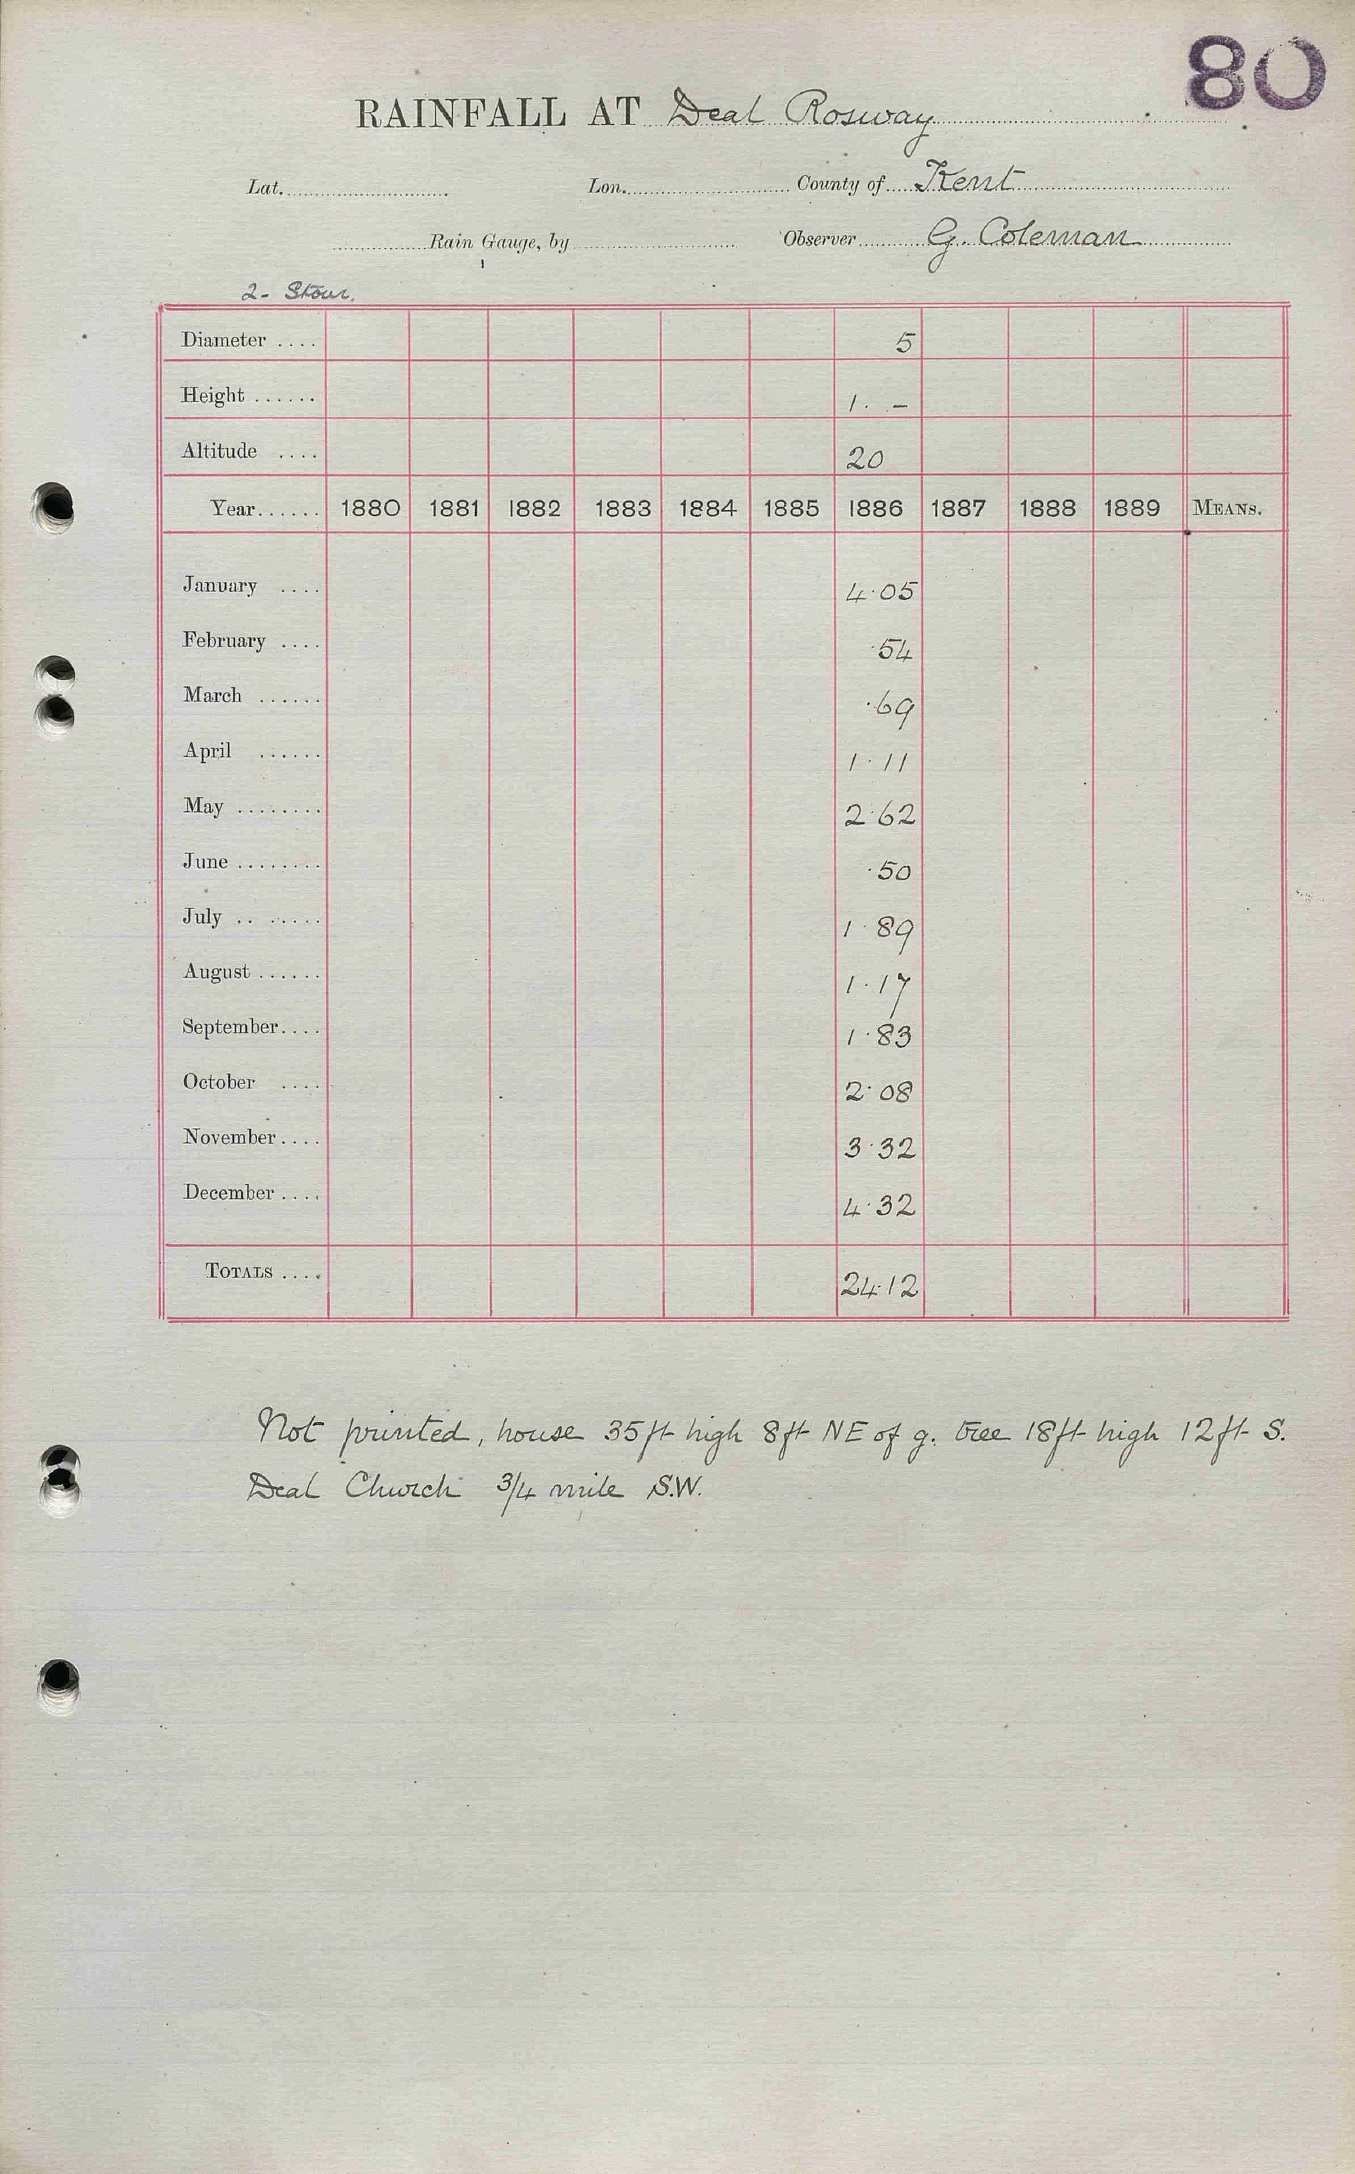 80
RAINFALL AT Deal Rosway
Lat. Lon. County of Kent
Rain Gauge, by Observer G. Coleman
2- Stour.
Diameter .... 5
Height ...... 1. -
Altitude .... 20
Year...... 1880 1881 1882 1883 1884 1885 1886 1887 1888 1889 MEANS.
January .... 4.05
February .... .54
March ...... .69
April ...... 1.11
May ........ 2.62
June ........ .50
July .. ...... 1.89
August ...... 1.17
September.... 1.83
October .... 2.08
November.... 3.32
December .... 4.32
TOTALS .... 24.12
Not printed, house 35ft high 8ft NE of g. tree 18ft high 12ft S.
Deal Church 3/4 mile S.W.